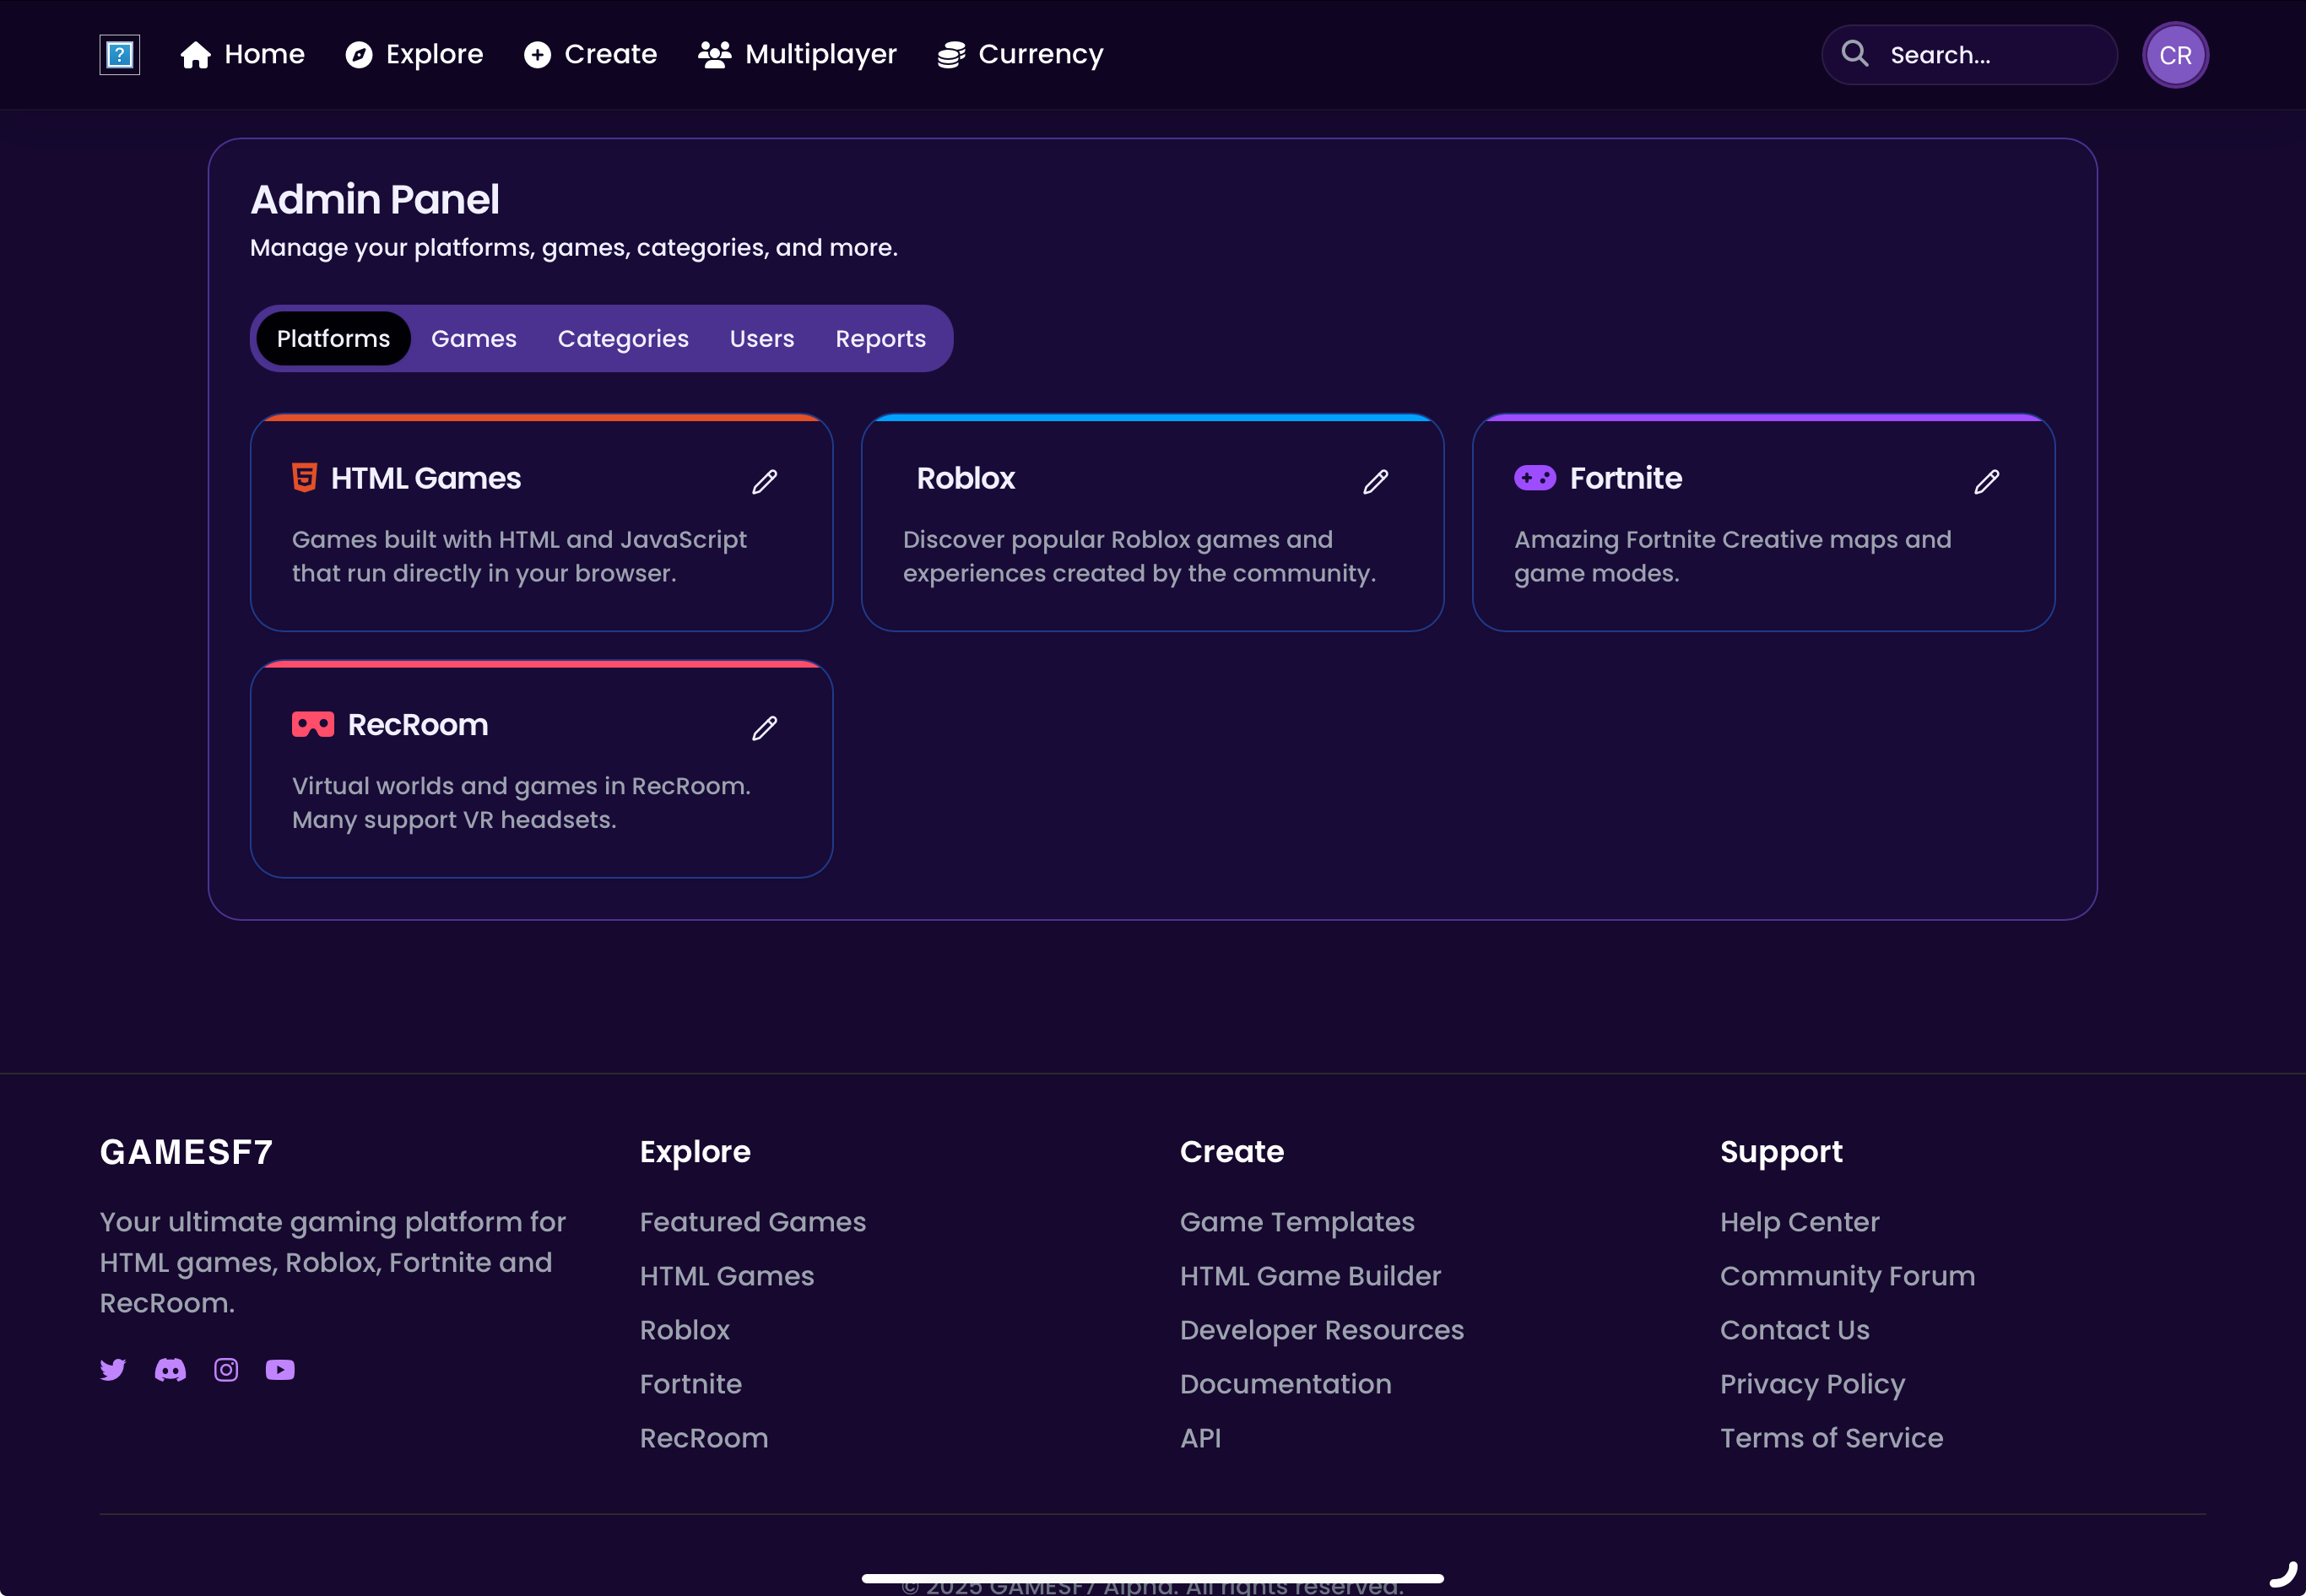 Home
Explore
Create
Multiplayer
Currency
Search...
CR
Admin Panel
Manage your platforms, games, categories, and more.
Platforms
Games
Categories
Users
Reports
HTML Games
Games built with HTML and JavaScript
that run directly in your browser.
Roblox
Discover popular Roblox games and
experiences created by the community.
Fortnite
Amazing Fortnite Creative maps and
game modes.
RecRoom
Virtual worlds and games in RecRoom.
Many support VR headsets.
GAMESF7
Your ultimate gaming platform for
HTML games, Roblox, Fortnite and
RecRoom.
Explore
Featured Games
HTML Games
Roblox
Fortnite
RecRoom
Create
Game Templates
HTML Game Builder
Developer Resources
Documentation
API
Support
Help Center
Community Forum
Contact Us
Privacy Policy
Terms of Service
© 2025 GAMESF7 Alpha. All rights reserved.